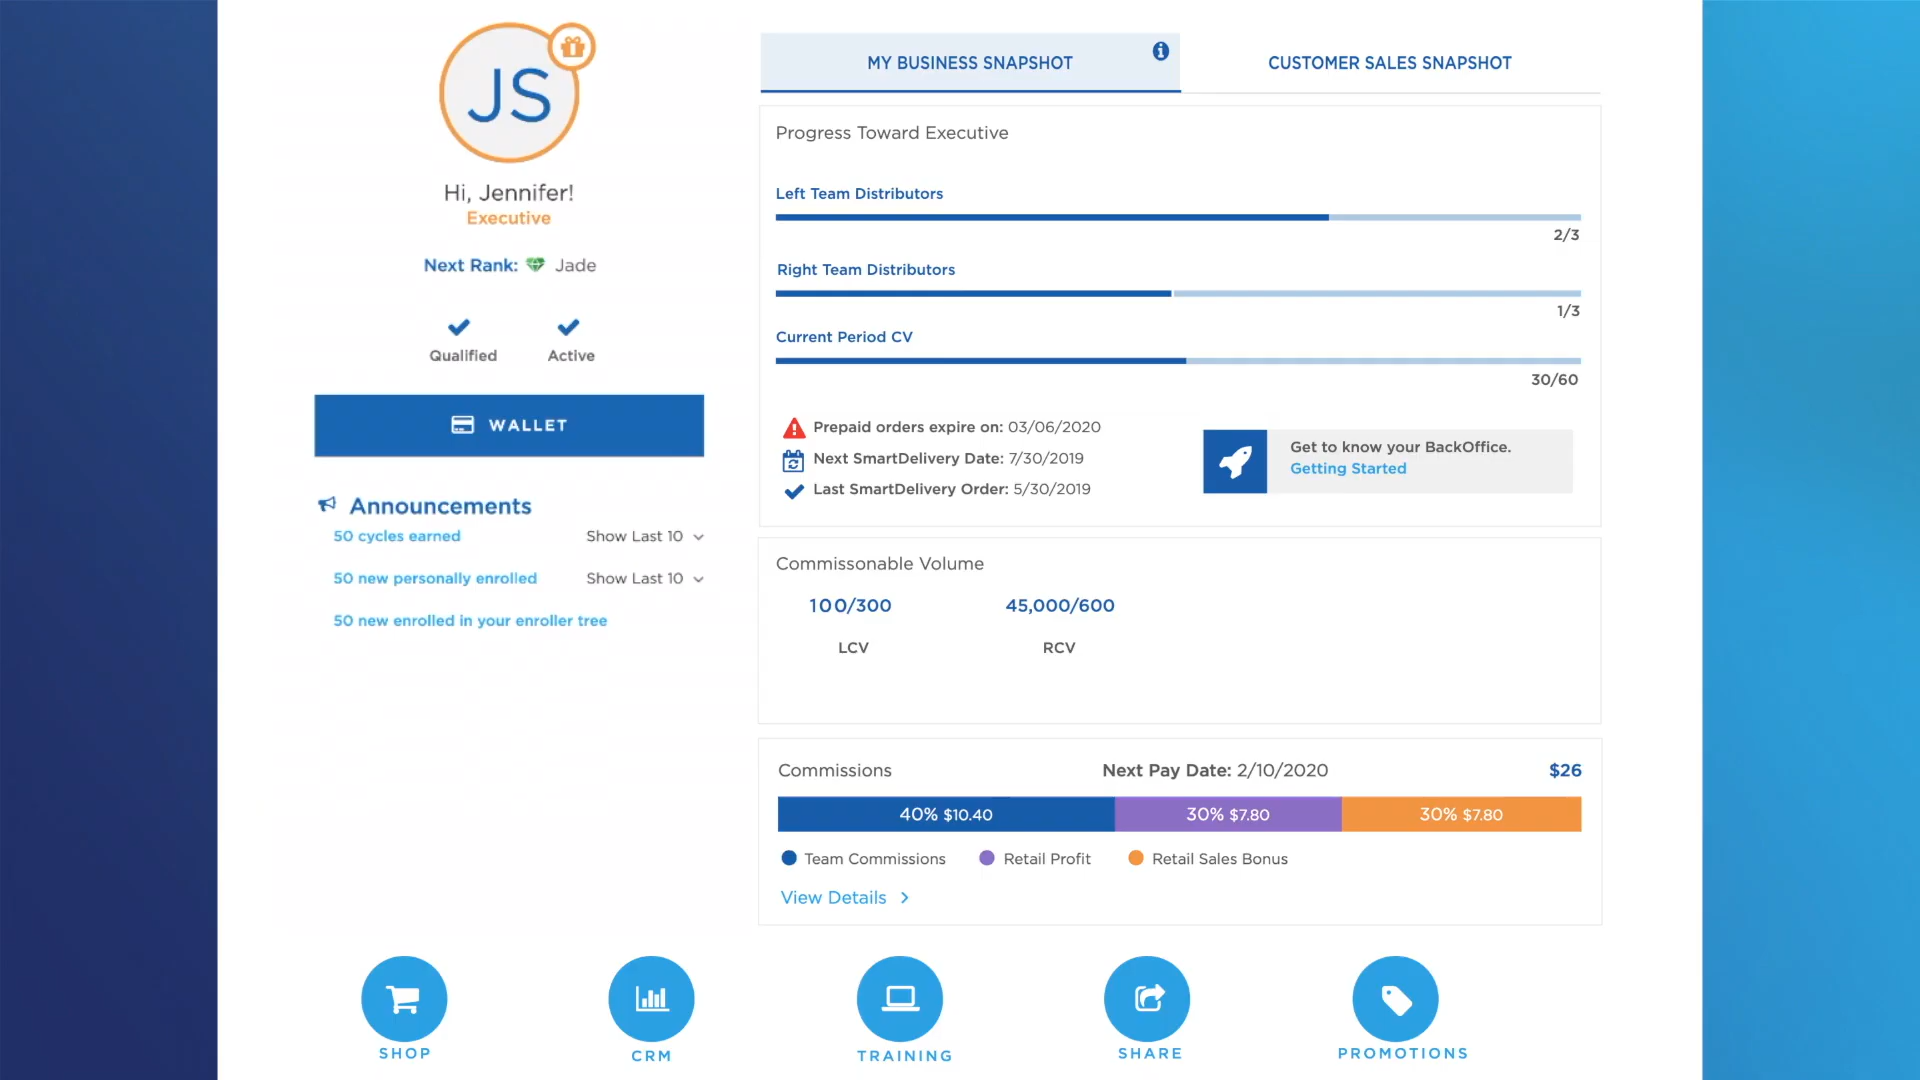 JS
Hi, Jennifer!
Executive
Next Rank: Jade
Qualified Active
WALLET
Announcements
50 cycles earned Show Last 10
50 new personally enrolled Show Last 10
50 new enrolled in your enroller tree
MY BUSINESS SNAPSHOT CUSTOMER SALES SNAPSHOT
Progress Toward Executive
Left Team Distributors
2/3
Right Team Distributors
1/3
Current Period CV
30/60
Prepaid orders expire on: 03/06/2020
Next SmartDelivery Date: 7/30/2019
Last SmartDelivery Order: 5/30/2019
Get to know your BackOffice.
Getting Started
Commissonable Volume
100/300 45,000/600
LCV RCV
Commissions Next Pay Date: 2/10/2020 $26
40% $10.40 30% $7.80 30% $7.80
Team Commissions Retail Profit Retail Sales Bonus
View Details
SHOP CRM TRAINING SHARE PROMOTIONS